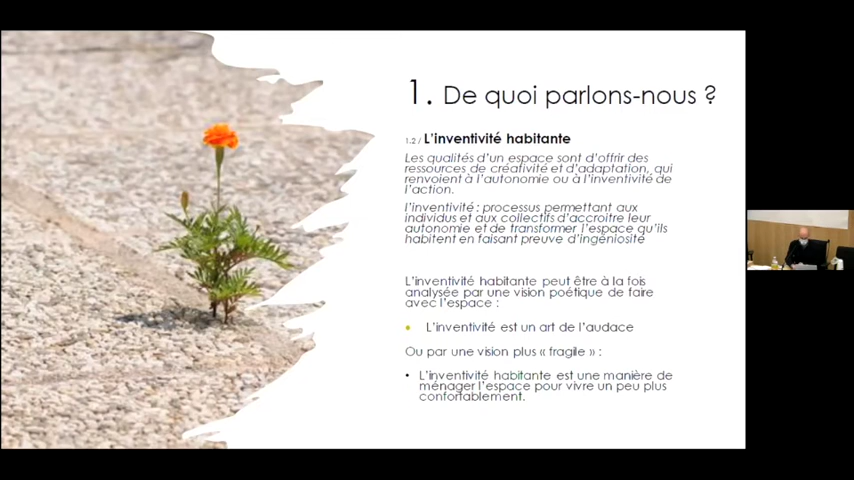 1. De quoi parlons-nous ?
1.2 / L'inventivité habitante
Les qualités d'un espace sont d'offrir des
ressources de créativité et d'adaptation, qui
renvoient à l'autonomie ou à l'inventivité de
l'action.
l'inventivité : processus permettant aux
individus et aux collectifs d'accroitre leur
autonomie et de transformer l'espace qu'ils
habitent en faisant preuve d'ingéniosité
L'inventivité habitante peut être à la fois
analysée par une vision poétique de faire
avec l'espace :
• L'inventivité est un art de l'audace
Ou par une vision plus « fragile » :
• L'inventivité habitante est une manière de
ménager l'espace pour vivre un peu plus
confortablement.